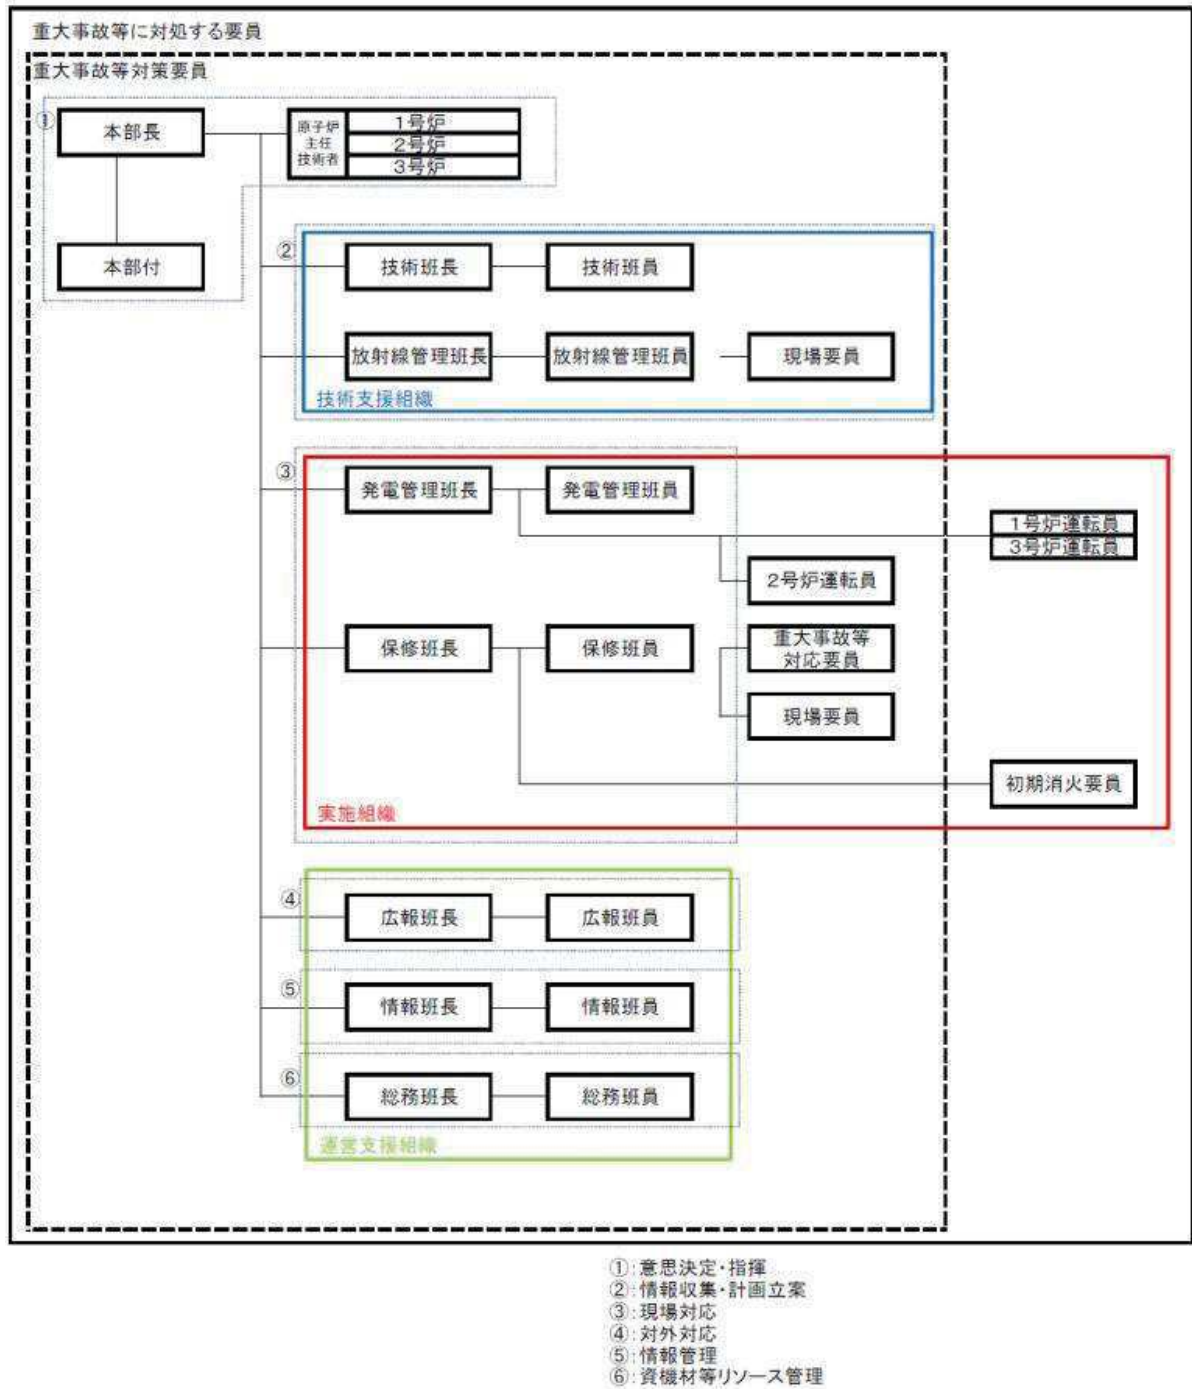 重大事故等に対処する要員
重大事故等対策要員
①
本部長
原子炉
主任
技術者
1号炉
2号炉
3号炉
本部付
②
技術班長
技術班員
放射線管理班長
放射線管理班員
現場要員
技術支援組織
③
発電管理班長
発電管理班員
1号炉運転員
3号炉運転員
2号炉運転員
保修班長
保修班員
重大事故等
対応要員
現場要員
初期消火要員
実施組織
④
広報班長
広報班員
⑤
情報班長
情報班員
⑥
総務班長
総務班員
運営支援組織
①:意思決定・指揮
②:情報収集・計画立案
③:現場対応
④:対外対応
⑤:情報管理
⑥:資機材等リソース管理